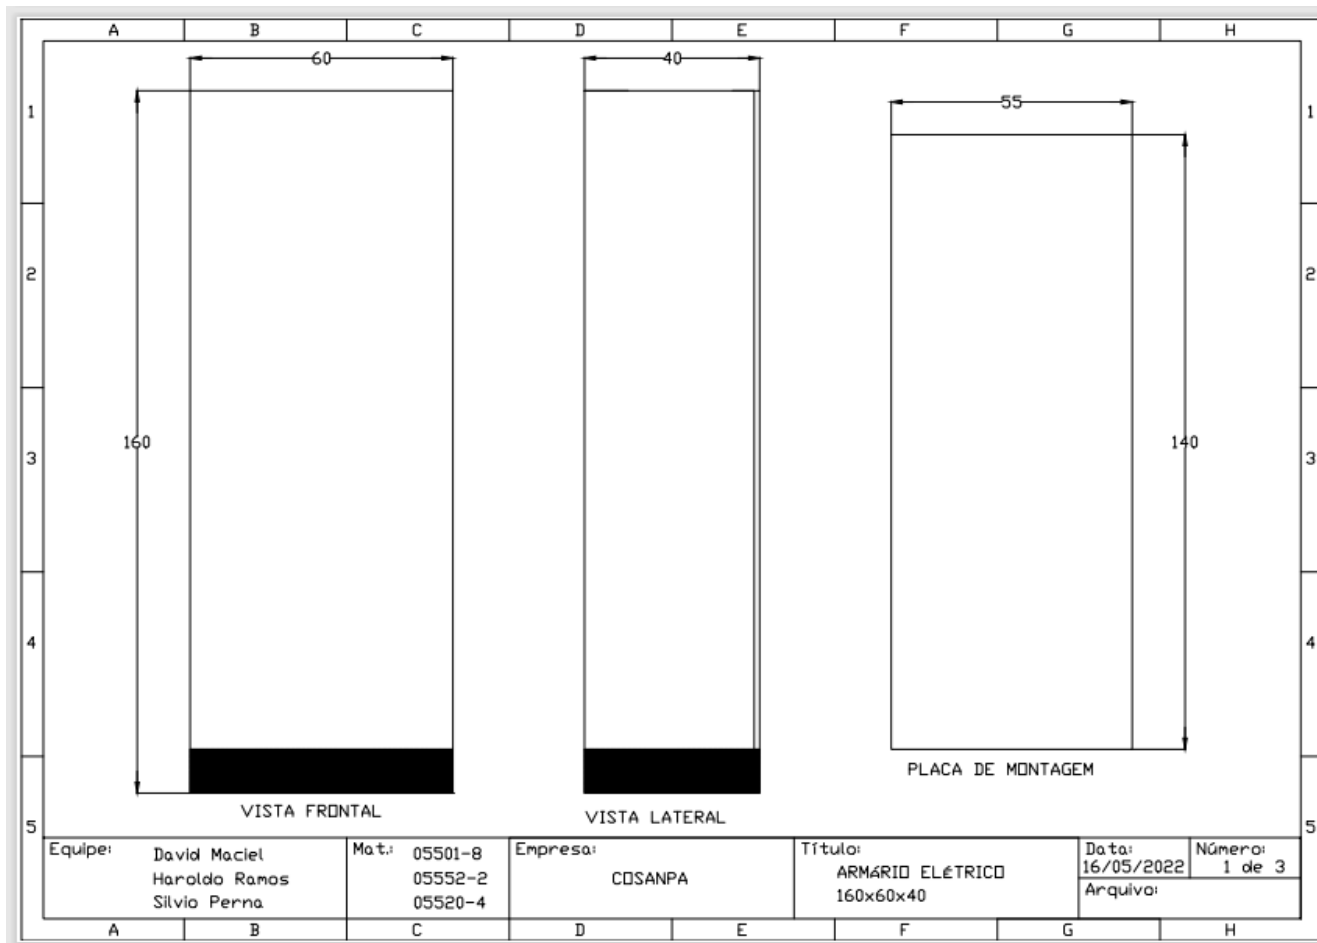 A B C D E F G H
60 40
1 55 1
2 2
160 140
3 3
4 4
PLACA DE MONTAGEM
VISTA FRONTAL VISTA LATERAL
5 5
Equipe: David Maciel Mat.: 05501-8 Empresa: Título: Data: Número:
Haroldo Ramos 05552-2 COSANPA ARMÁRIO ELÉTRICO 16/05/2022 1 de 3
Silvio Perna 05520-4 160x60x40 Arquivo:
A B C D E F G H